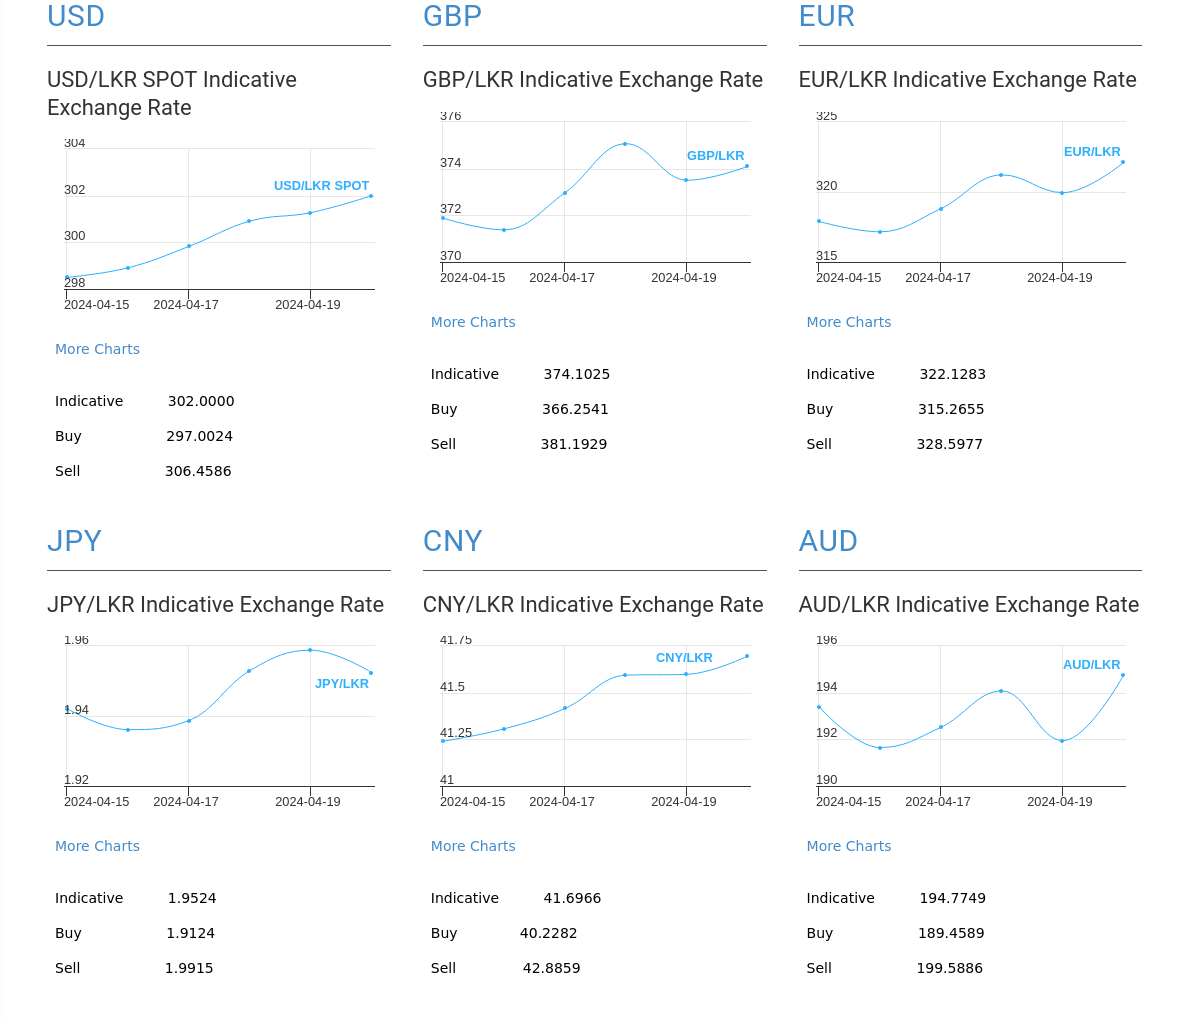 USD
USD/LKR SPOT Indicative
Exchange Rate
304
302
300
298
USD/LKR SPOT
2024-04-15 2024-04-17 2024-04-19
More Charts
Indicative 302.0000
Buy 297.0024
Sell 306.4586
GBP
GBP/LKR Indicative Exchange Rate
376
374
372
370
GBP/LKR
2024-04-15 2024-04-17 2024-04-19
More Charts
Indicative 374.1025
Buy 366.2541
Sell 381.1929
EUR
EUR/LKR Indicative Exchange Rate
325
320
315
EUR/LKR
2024-04-15 2024-04-17 2024-04-19
More Charts
Indicative 322.1283
Buy 315.2655
Sell 328.5977
JPY
JPY/LKR Indicative Exchange Rate
1.96
1.94
1.92
JPY/LKR
2024-04-15 2024-04-17 2024-04-19
More Charts
Indicative 1.9524
Buy 1.9124
Sell 1.9915
CNY
CNY/LKR Indicative Exchange Rate
41.75
41.5
41.25
41
CNY/LKR
2024-04-15 2024-04-17 2024-04-19
More Charts
Indicative 41.6966
Buy 40.2282
Sell 42.8859
AUD
AUD/LKR Indicative Exchange Rate
196
194
192
190
AUD/LKR
2024-04-15 2024-04-17 2024-04-19
More Charts
Indicative 194.7749
Buy 189.4589
Sell 199.5886